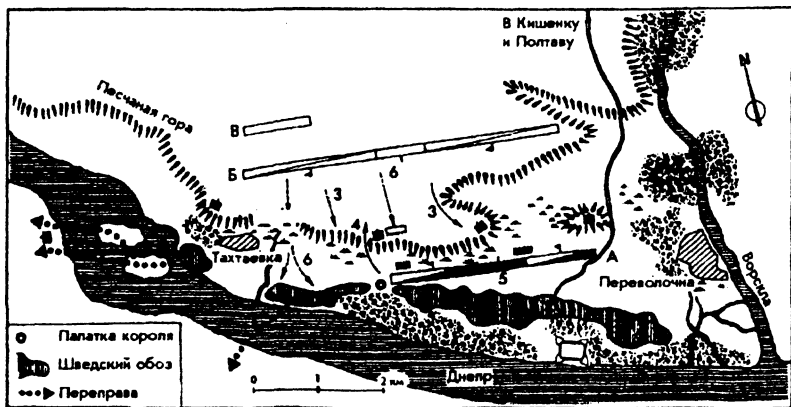 В Кишенку
и Полтаву
N
Песчаная гора
В
Б
6
3
3
4
Тахтаевка
6
А
5
Переволочна
Ворскла
Днепр
Палатка короля
Шведский обоз
Переправа
0 1 2 км